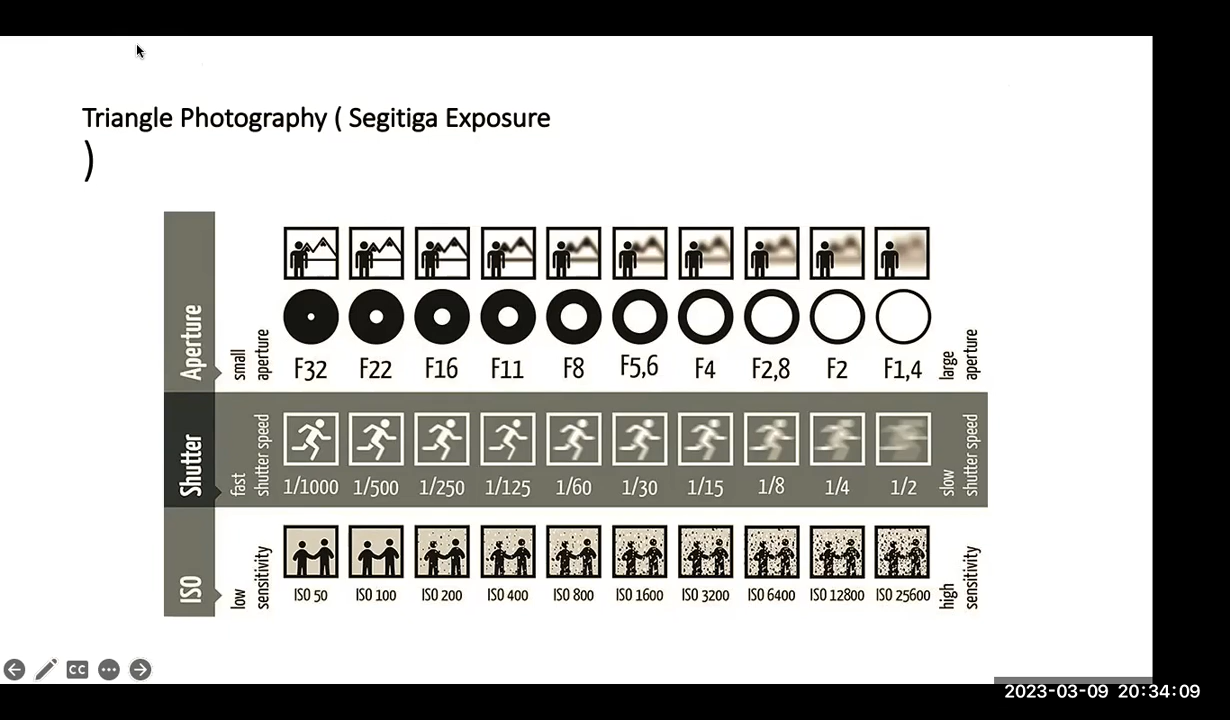 Triangle Photography ( Segitiga Exposure
)
Aperture
small
aperture
F32 F22 F16 F11 F8 F5,6 F4 F2,8 F2 F1,4
large
aperture
Shutter
fast
shutter speed
1/1000 1/500 1/250 1/125 1/60 1/30 1/15 1/8 1/4 1/2
slow
shutter speed
ISO
low
sensitivity
ISO 50 ISO 100 ISO 200 ISO 400 ISO 800 ISO 1600 ISO 3200 ISO 6400 ISO 12800 ISO 25600
high
sensitivity
CC
2023-03-09 20:34:09